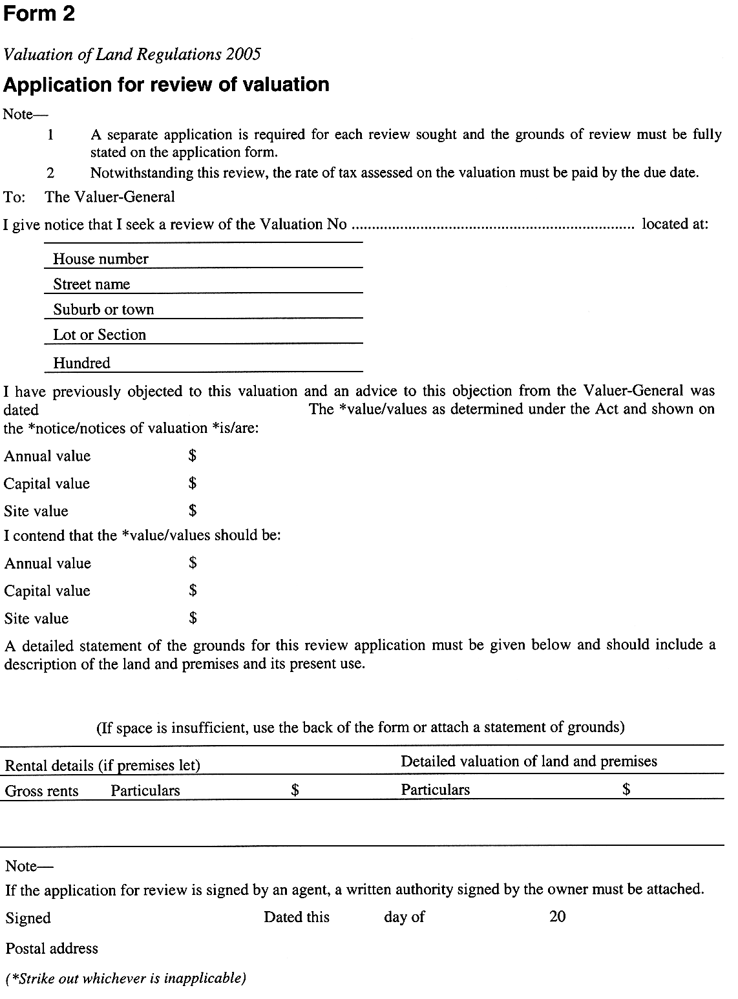 Form 2
Valuation of Land Regulations 2005
Application for review of valuation
Note—
1 A separate application is required for each review sought and the grounds of review must be fully
stated on the application form.
2 Notwithstanding this review, the rate of tax assessed on the valuation must be paid by the due date.
To: The Valuer-General
I give notice that I seek a review of the Valuation No ...................................................................... located at:
House number
Street name
Suburb or town
Lot or Section
Hundred
I have previously objected to this valuation and an advice to this objection from the Valuer-General was
dated The *value/values as determined under the Act and shown on
the *notice/notices of valuation *is/are:
Annual value $
Capital value $
Site value $
I contend that the *value/values should be:
Annual value $
Capital value $
Site value $
A detailed statement of the grounds for this review application must be given below and should include a
description of the land and premises and its present use.
(If space is insufficient, use the back of the form or attach a statement of grounds)
Rental details (if premises let) Detailed valuation of land and premises
Gross rents Particulars $ Particulars $
Note—
If the application for review is signed by an agent, a written authority signed by the owner must be attached.
Signed Dated this day of 20
Postal address
(*Strike out whichever is inapplicable)